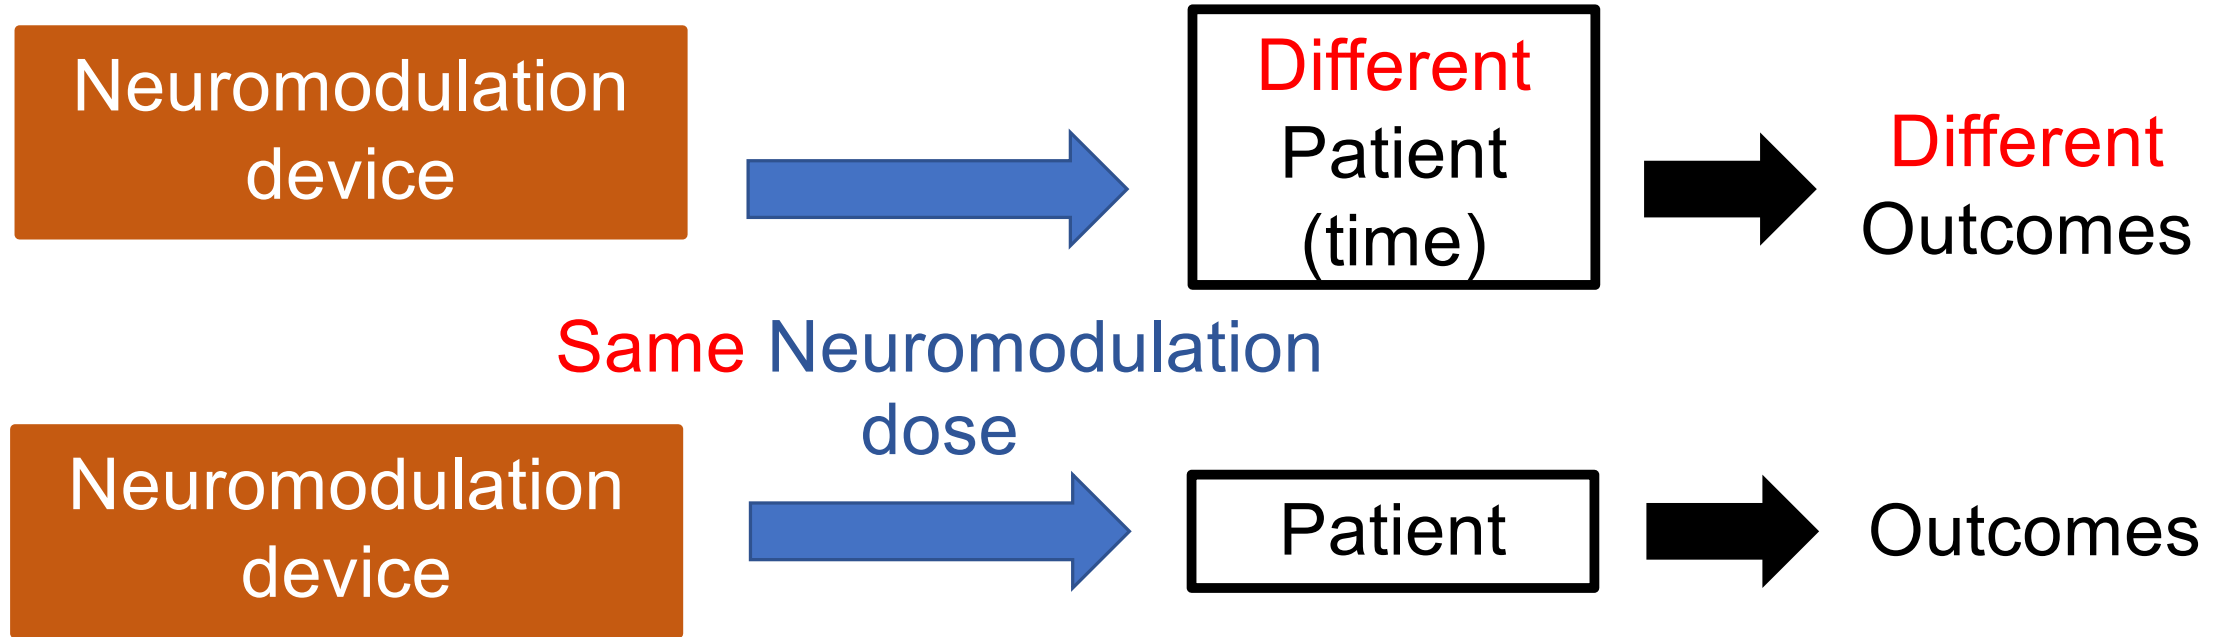 Neuromodulation
device
Different
Patient
(time)
Different
Outcomes
Same Neuromodulation
dose
Neuromodulation
device
Patient
Outcomes